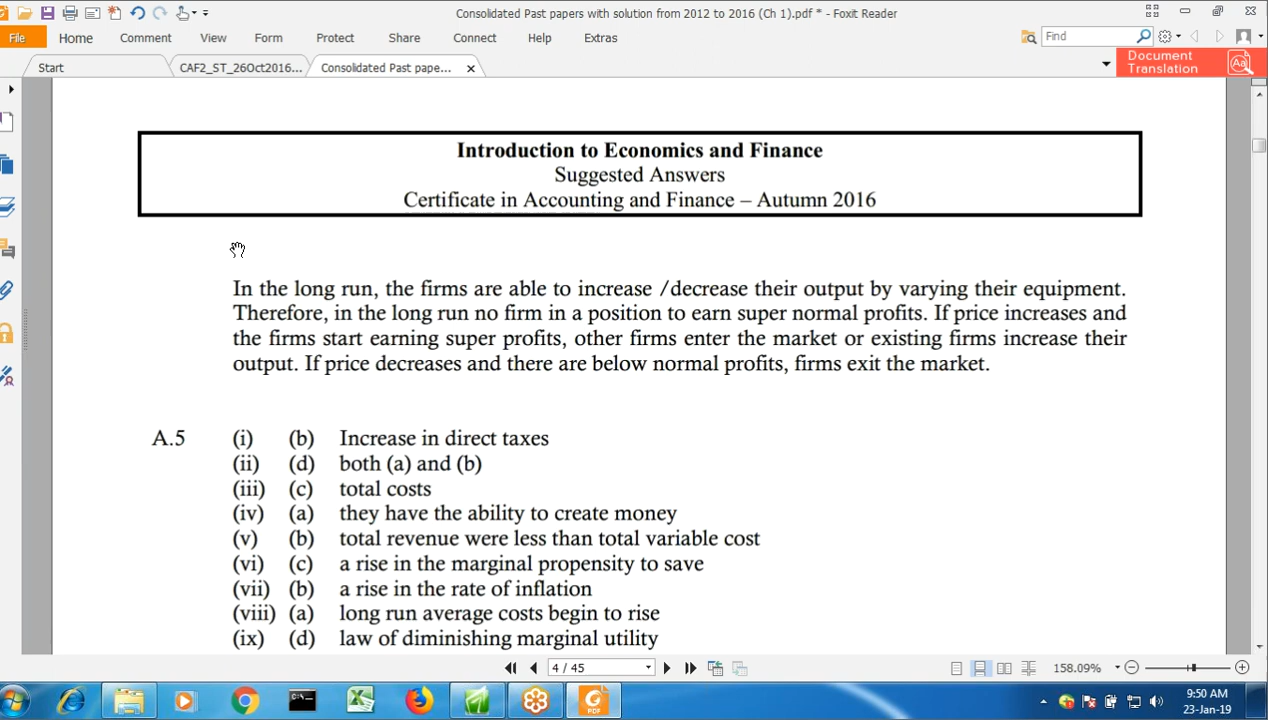 Consolidated Past papers with solution from 2012 to 2016 (Ch 1).pdf * - Foxit Reader
File Home Comment View Form Protect Share Connect Help Extras Find
Start CAF2_ST_26Oct2016... Consolidated Past pape... ×
Document Translation
Introduction to Economics and Finance
Suggested Answers
Certificate in Accounting and Finance – Autumn 2016
In the long run, the firms are able to increase /decrease their output by varying their equipment.
Therefore, in the long run no firm in a position to earn super normal profits. If price increases and
the firms start earning super profits, other firms enter the market or existing firms increase their
output. If price decreases and there are below normal profits, firms exit the market.
A.5 (i) (b) Increase in direct taxes
(ii) (d) both (a) and (b)
(iii) (c) total costs
(iv) (a) they have the ability to create money
(v) (b) total revenue were less than total variable cost
(vi) (c) a rise in the marginal propensity to save
(vii) (b) a rise in the rate of inflation
(viii) (a) long run average costs begin to rise
(ix) (d) law of diminishing marginal utility
4 / 45 158.09%
9:50 AM
23-Jan-19